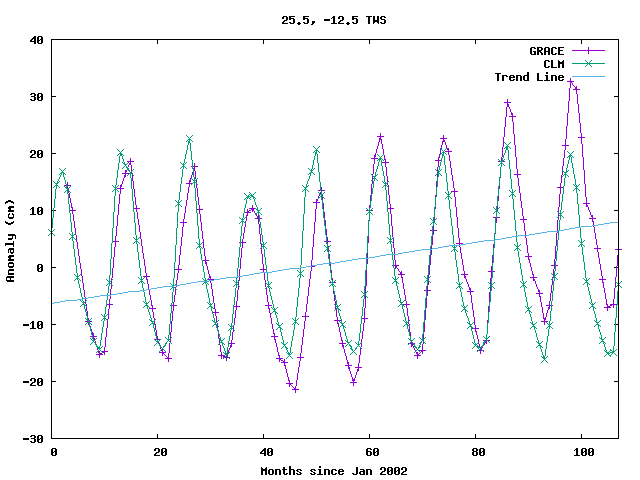 25.5, -12.5 TWS
GRACE
CLM
Trend Line
40
30
20
10
0
-10
-20
-30
Anomaly (cm)
0 20 40 60 80 100
Months since Jan 2002